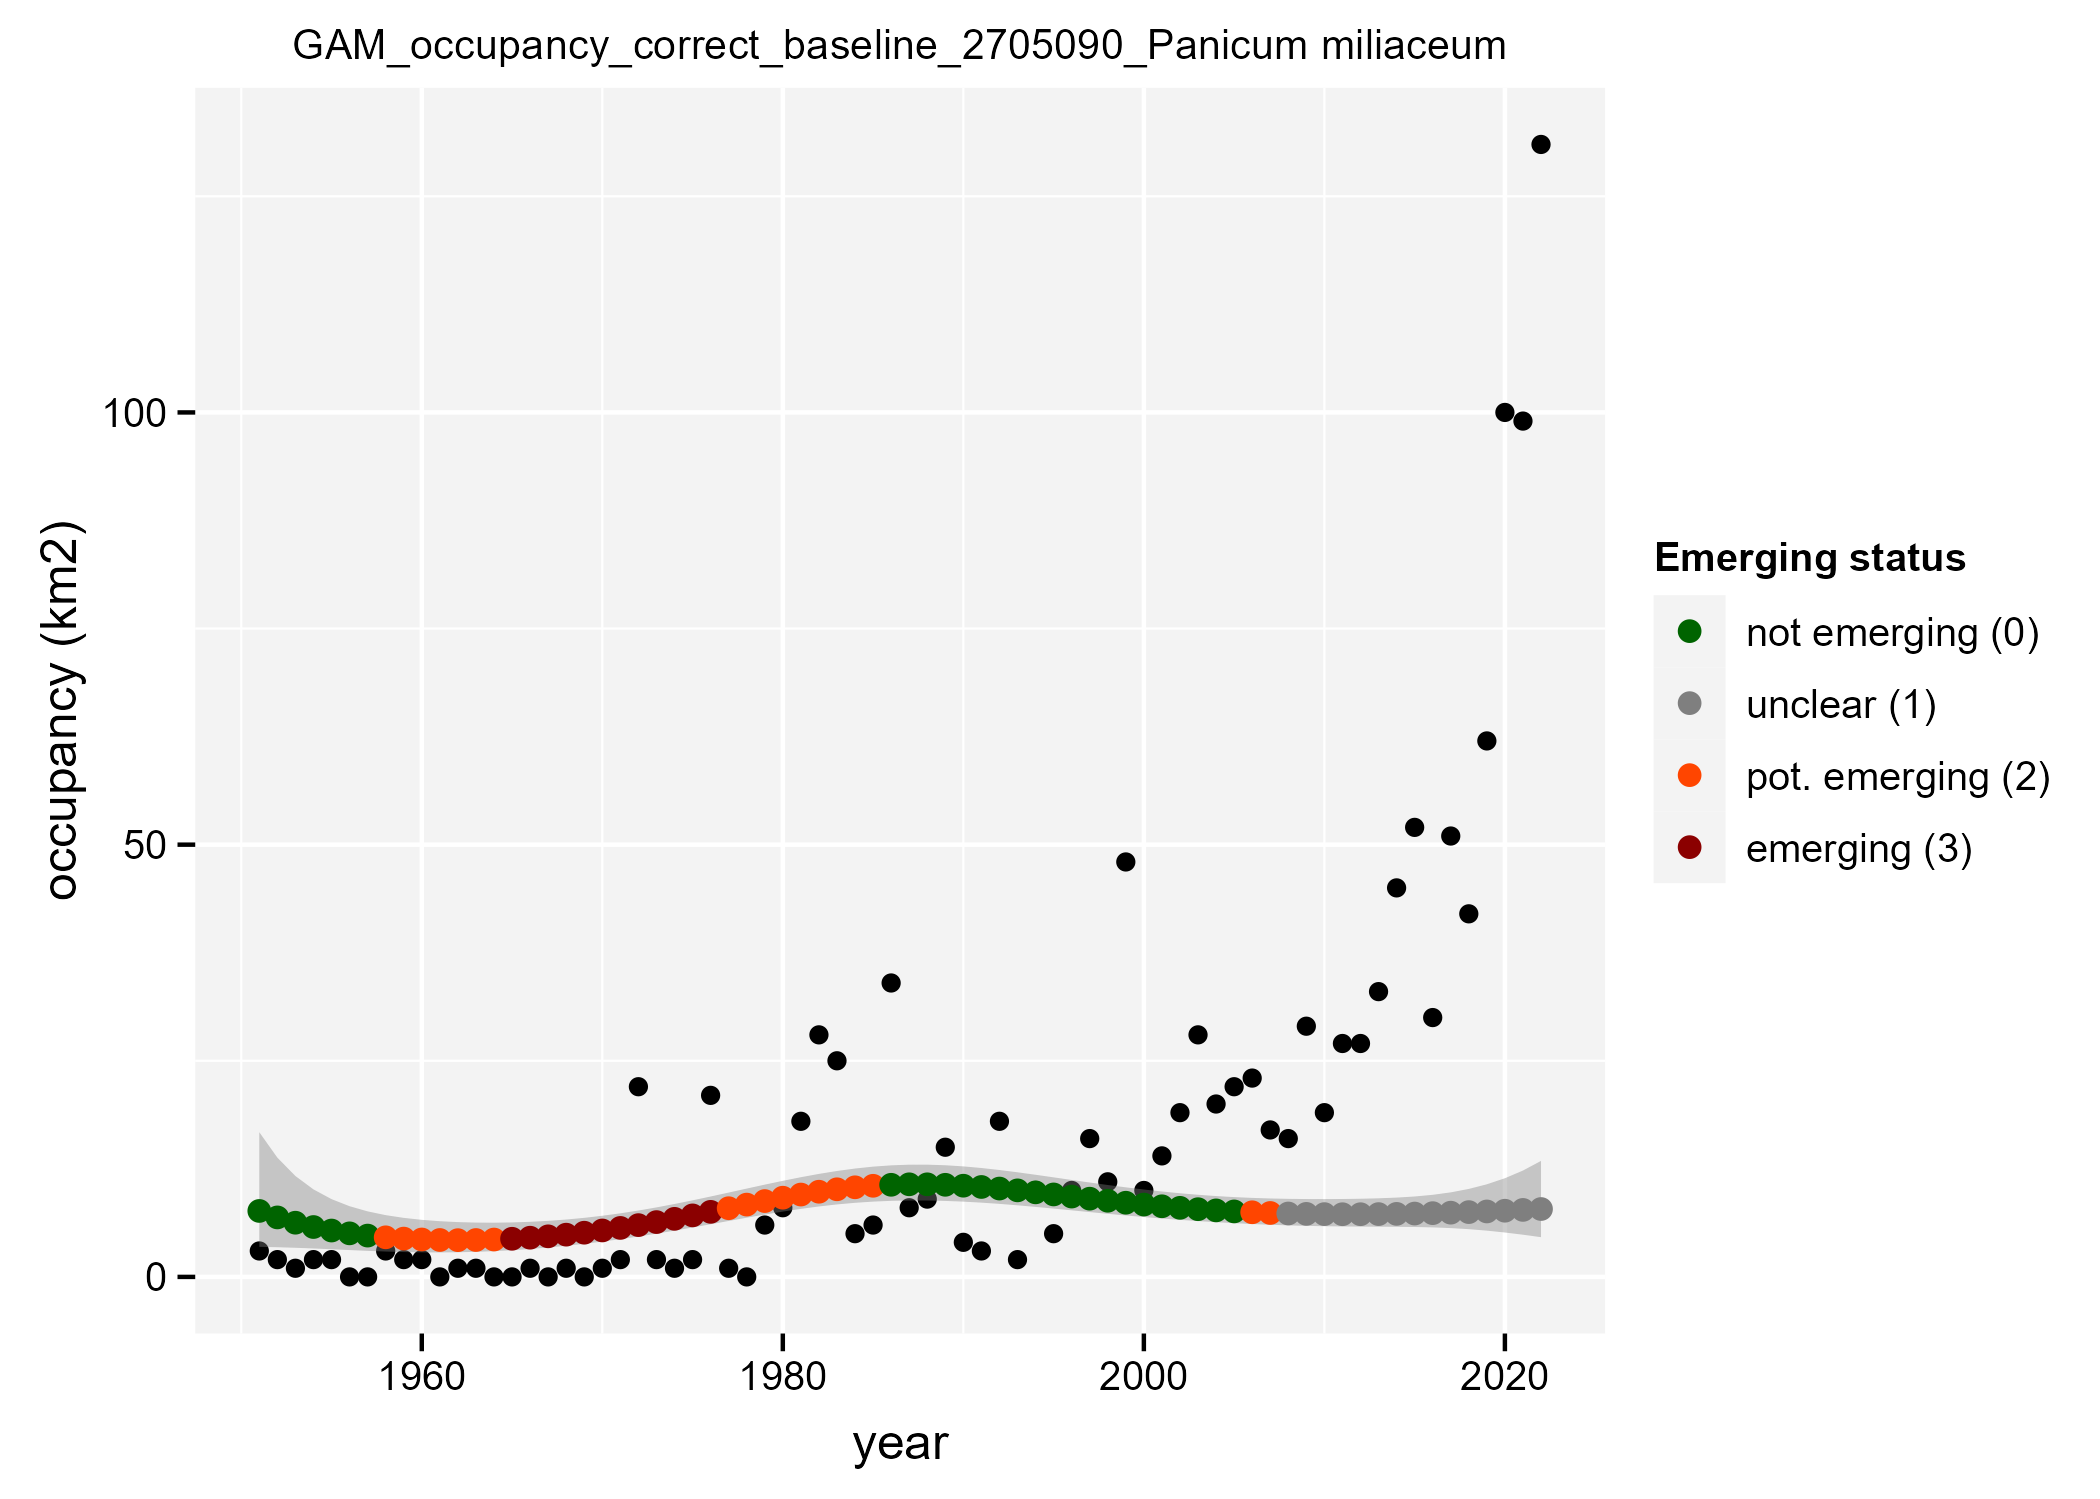 GAM_occupancy_correct_baseline_2705090_Panicum miliaceum
occupancy (km2)
100
50
0
1960
1980
2000
2020
year
Emerging status
not emerging (0)
unclear (1)
pot. emerging (2)
emerging (3)